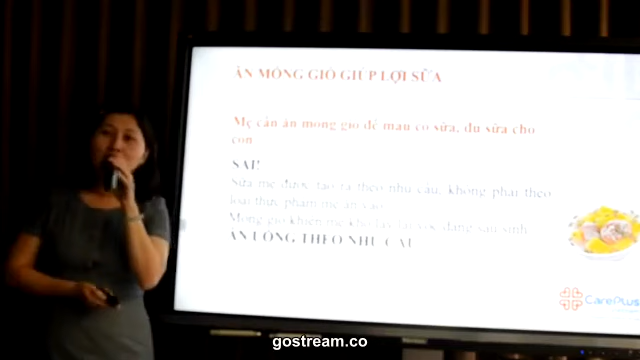 ĂN MÓNG GIÒ GIÚP LỢI SỮA
Mẹ cần ăn móng giò để mau có sữa, đủ sữa cho
con
SAI!
Sữa mẹ được tạo ra theo nhu cầu, không phải theo
loại thực phẩm mẹ ăn vào
Móng giò khiến mẹ khó lấy lại vóc dáng sau sinh
ĂN UỐNG THEO NHU CẦU
CarePlus
gostream.co